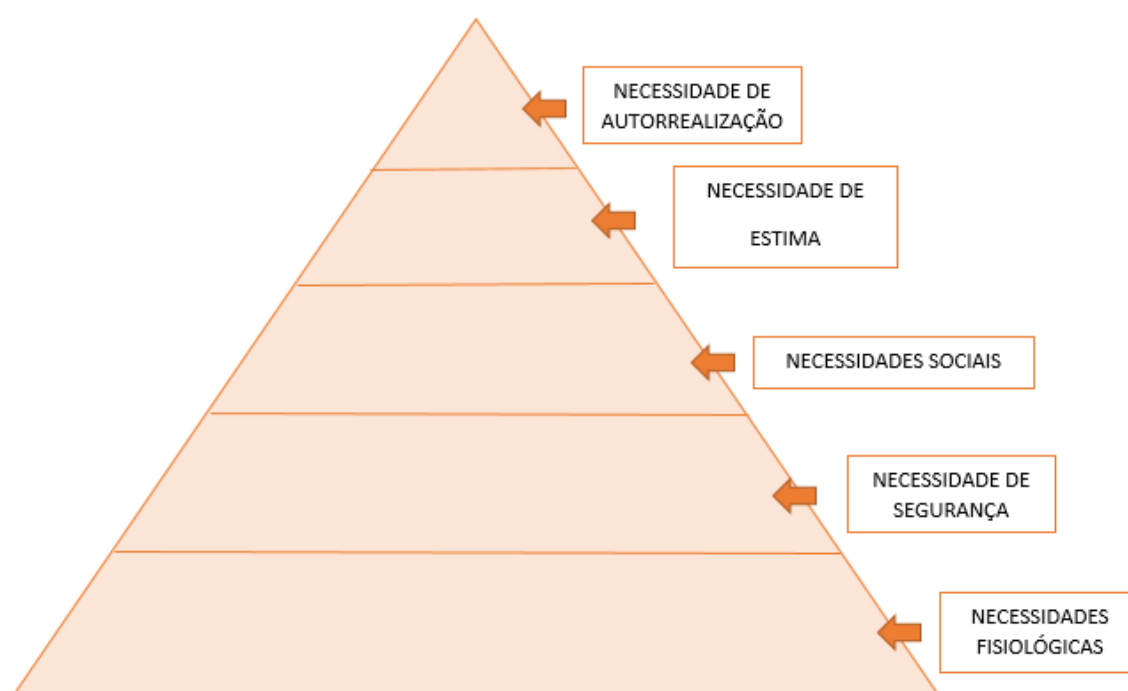 NECESSIDADE DE
AUTORREALIZAÇÃO
NECESSIDADE DE
ESTIMA
NECESSIDADES SOCIAIS
NECESSIDADE DE
SEGURANÇA
NECESSIDADES
FISIOLÓGICAS